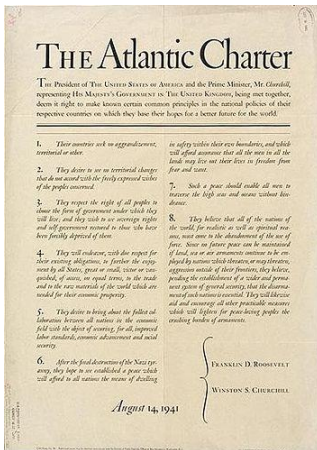 THE Atlantic Charter
THE President of THE UNITED STATES OF AMERICA and the Prime Minister, Mr. Churchill,
representing HIS MAJESTY'S GOVERNMENT IN THE UNITED KINGDOM, being met together,
deem it right to make known certain common principles in the national policies of their
respective countries on which they base their hopes for a better future for the world.
1. Their countries seek no aggrandizement,
territorial or other.
2. They desire to see no territorial changes
that do not accord with the freely expressed wishes
of the peoples concerned.
3. They respect the right of all peoples to
choose the form of government under which they
will live; and they wish to see sovereign rights
and self-government restored to those who have
been forcibly deprived of them.
4. They will endeavor, with due respect for
their existing obligations, to further the enjoy-
ment by all States, great or small, victor or van-
quished, of access, on equal terms, to the trade
and to the raw materials of the world which are
needed for their economic prosperity.
5. They desire to bring about the fullest col-
laboration between all nations in the economic
field with the object of securing, for all, improved
labor standards, economic advancement and social
security.
6. After the final destruction of the Nazi tyr-
anny, they hope to see established a peace which
will afford to all nations the means of dwelling
in safety within their own boundaries, and which
will afford assurance that all the men in all the
lands may live out their lives in freedom from
fear and want.
7. Such a peace should enable all men to
traverse the high seas and oceans without hin-
drance.
8. They believe that all of the nations of
the world, for realistic as well as spiritual rea-
sons, must come to the abandonment of the use of
force. Since no future peace can be maintained
if land, sea or air armaments continue to be em-
ployed by nations which threaten, or may threaten,
aggression outside of their frontiers, they believe,
pending the establishment of a wider and perma-
nent system of general security, that the disarma-
ment of such nations is essential. They will likewise
aid and encourage all other practicable measures
which will lighten for peace-loving peoples the
crushing burden of armaments.
FRANKLIN D. ROOSEVELT
WINSTON S. CHURCHILL
August 14, 1941